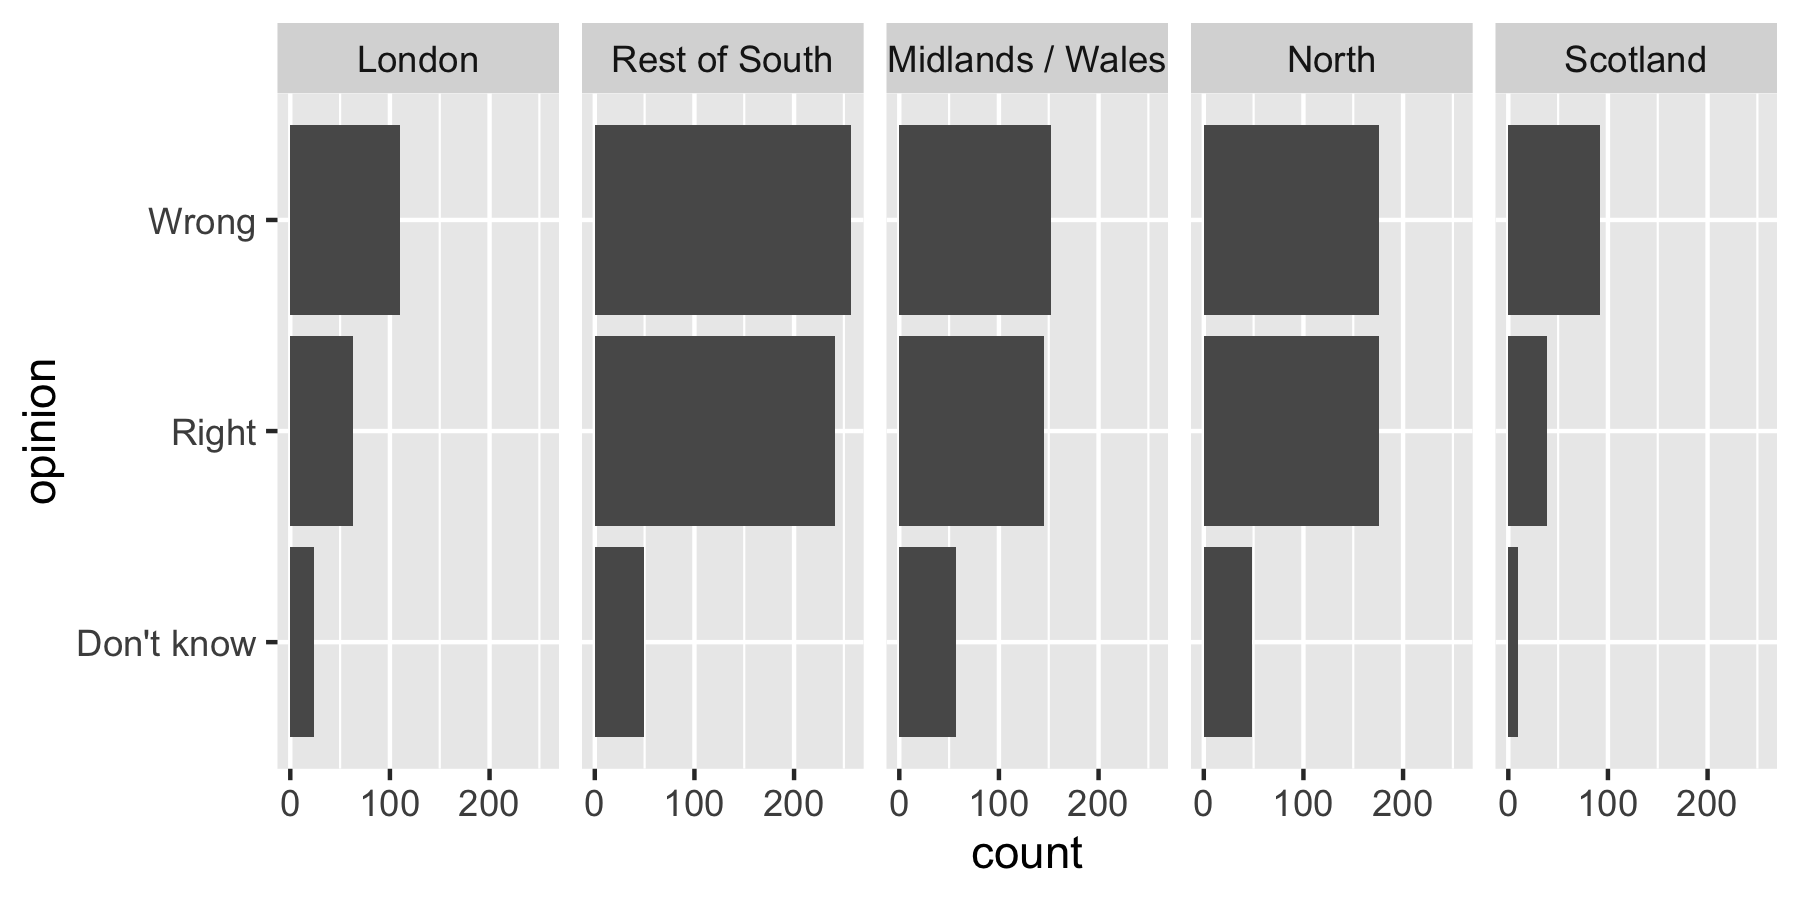 London Rest of South Midlands / Wales North Scotland
Wrong
Right
Don't know
opinion
0 100 200 0 100 200 0 100 200 0 100 200 0 100 200
count